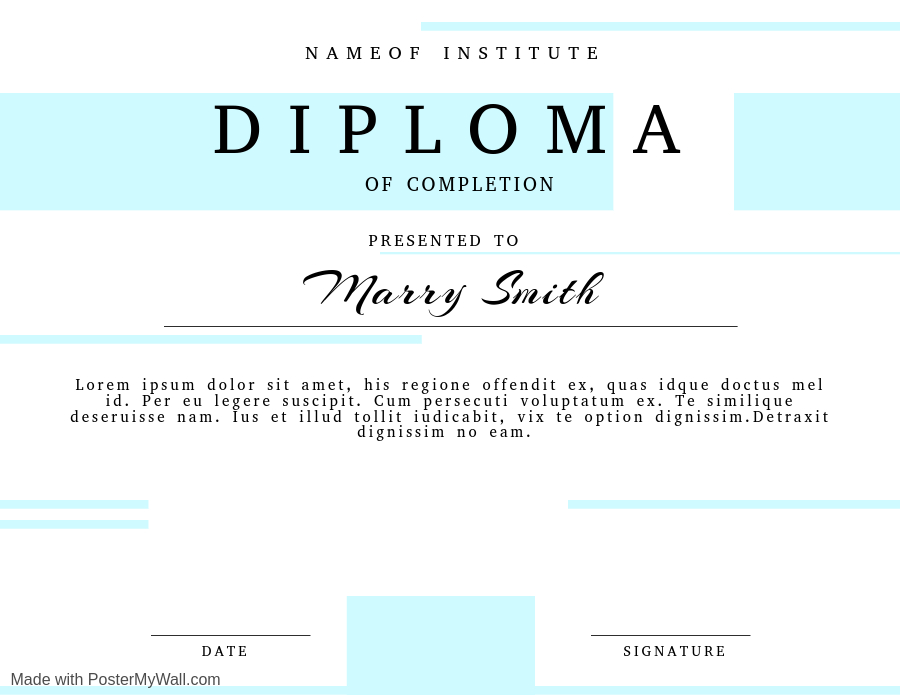 NAMEOF INSTITUTE
DIPLOMA
OF COMPLETION
PRESENTED TO
Marry Smith
Lorem ipsum dolor sit amet, his regione offendit ex, quas idque doctus mel
id. Per eu legere suscipit. Cum persecuti voluptatum ex. Te similique
deseruisse nam. Ius et illud tollit iudicabit, vix te option dignissim.Detraxit
dignissim no eam.
DATE
SIGNATURE
Made with PosterMyWall.com